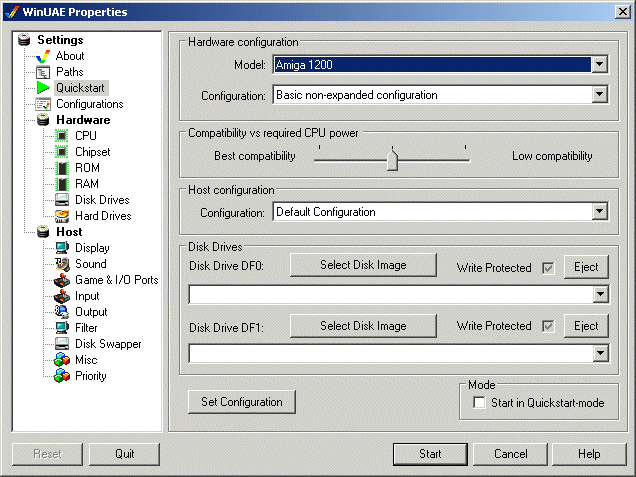 WinUAE Properties
Settings
About
Paths
Quickstart
Configurations
Hardware
CPU
Chipset
ROM
RAM
Disk Drives
Hard Drives
Host
Display
Sound
Game & I/O Ports
Input
Output
Filter
Disk Swapper
Misc
Priority
Hardware configuration
Model: Amiga 1200
Configuration: Basic non-expanded configuration
Compatibility vs required CPU power
Best compatibility Low compatibility
Host configuration
Configuration: Default Configuration
Disk Drives
Disk Drive DF0: Select Disk Image Write Protected Eject
Disk Drive DF1: Select Disk Image Write Protected Eject
Set Configuration
Mode
Start in Quickstart-mode
Reset Quit Start Cancel Help